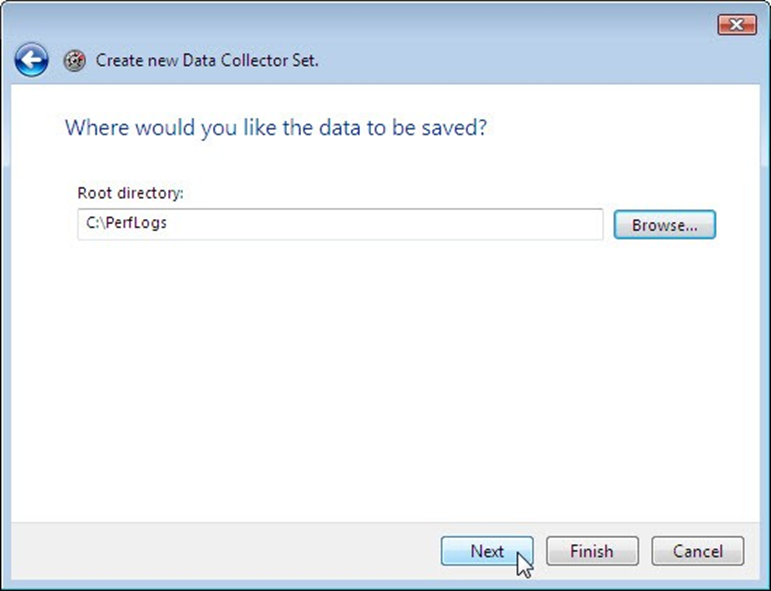 Create new Data Collector Set.
Where would you like the data to be saved?
Root directory:
C:\PerfLogs
Browse...
Next
Finish
Cancel